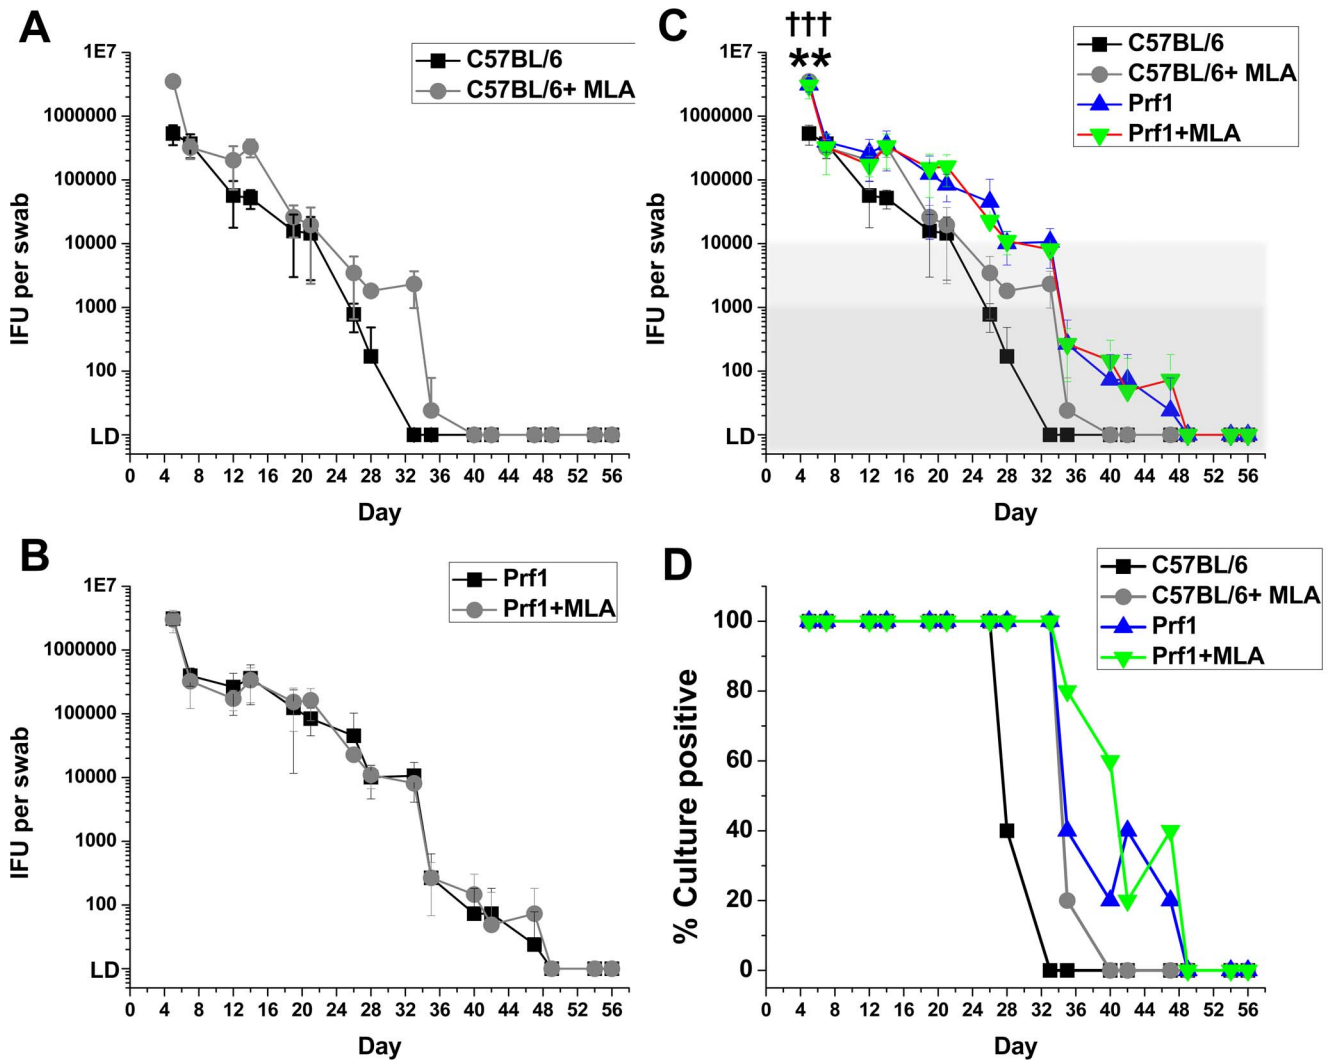 A
C57BL/6
C57BL/6+ MLA
1E7
1000000
100000
10000
1000
100
LD
IFU per swab
0 4 8 12 16 20 24 28 32 36 40 44 48 52 56
Day
C
†††
**
C57BL/6
C57BL/6+ MLA
Prf1
Prf1+MLA
1E7
1000000
100000
10000
1000
100
LD
IFU per swab
0 4 8 12 16 20 24 28 32 36 40 44 48 52 56
Day
B
Prf1
Prf1+MLA
1E7
1000000
100000
10000
1000
100
LD
IFU per swab
0 4 8 12 16 20 24 28 32 36 40 44 48 52 56
Day
D
C57BL/6
C57BL/6+ MLA
Prf1
Prf1+MLA
100
80
60
40
20
0
% Culture positive
0 4 8 12 16 20 24 28 32 36 40 44 48 52 56
Day